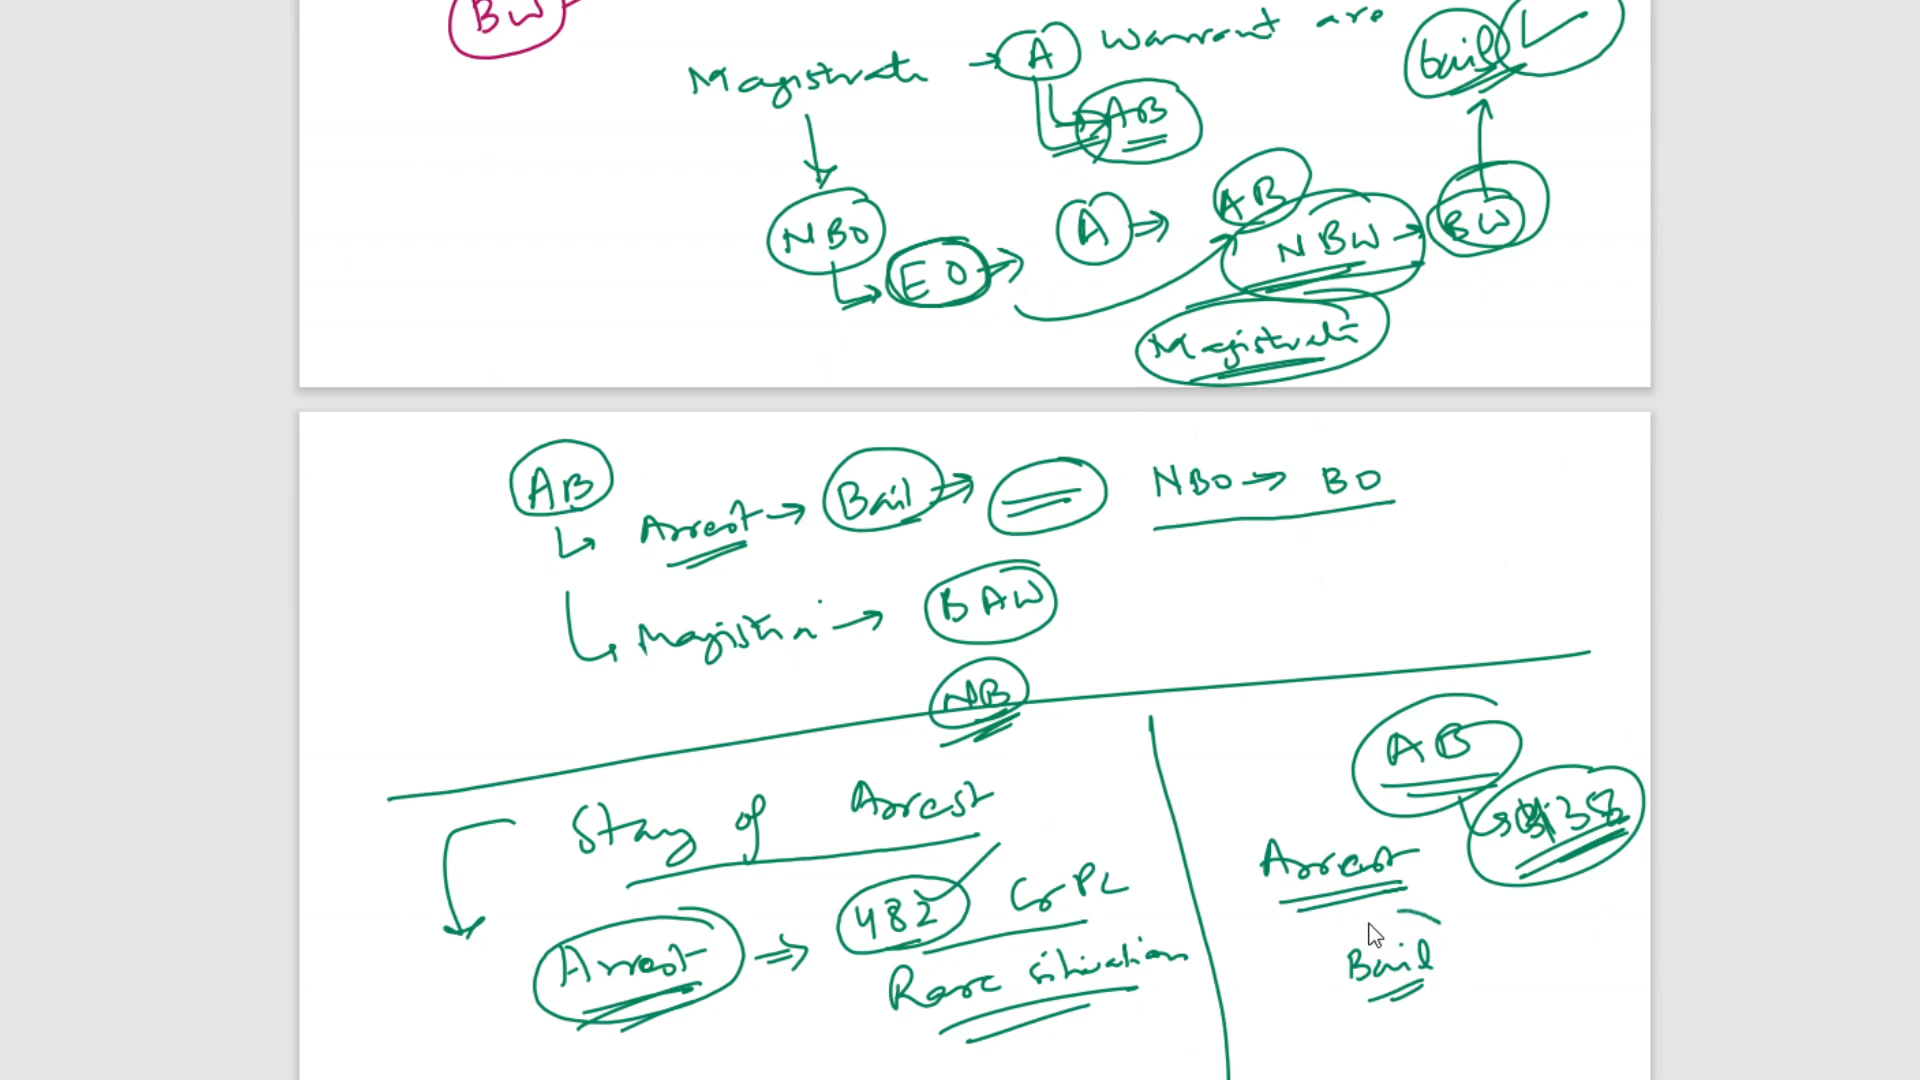 BW
Magistrate → A Warrant are bail
AB
NBO EO → A → AB NBW → BW
Magistrate
AB Arrest → Bail → NBO → BO
Magistra → BAW
NB
Stay of Arrest AB
438
Arrest ⇒ 482 CrPC Arrest
Rare situation Bail